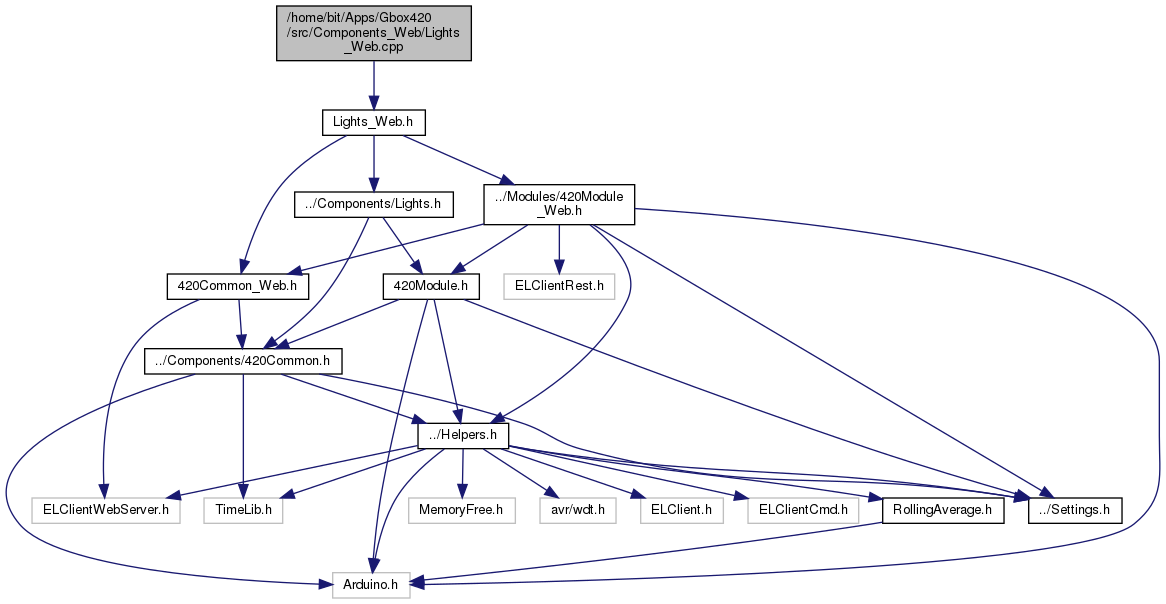 /home/bit/Apps/Gbox420
/src/Components_Web/Lights
_Web.cpp
Lights_Web.h
../Components/Lights.h
../Modules/420Module
_Web.h
420Common_Web.h
420Module.h
ELClientRest.h
../Components/420Common.h
../Helpers.h
ELClientWebServer.h
TimeLib.h
MemoryFree.h
avr/wdt.h
ELClient.h
ELClientCmd.h
RollingAverage.h
../Settings.h
Arduino.h